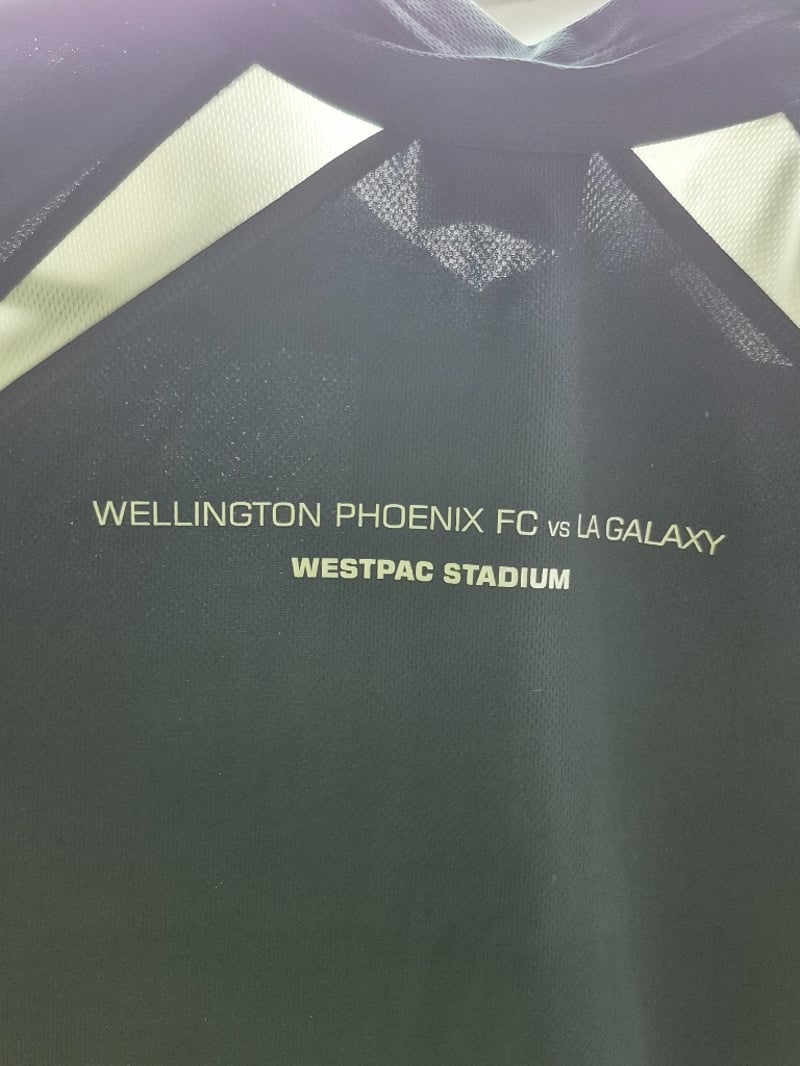 WELLINGTON PHOENIX FC vs LA GALAXY
WESTPAC STADIUM